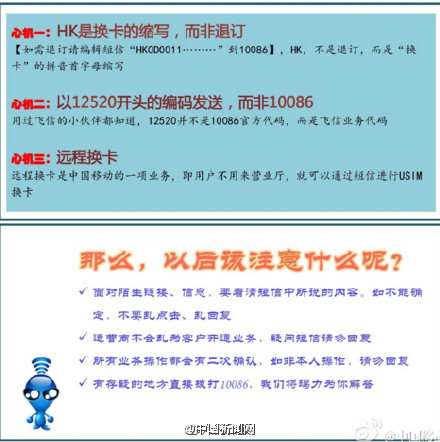 心机一：HK是换卡的缩写，而非退订
【如需退订请编辑短信“HK0D0011………”到10086】，HK，不是退订，而是“换
卡”的拼音首字母缩写
心机二：以12520开头的编码发送，而非10086
用过飞信的小伙伴都知道，12520并不是10086官方代码，而是飞信业务代码
心机三：远程换卡
远程换卡是中国移动的一项业务，即用户不用来营业厅，就可以通过短信进行USIM
换卡
那么，以后该注意什么呢？
✓ 面对陌生链接、信息，要看清短信中所说的内容。如不能确
定，不要乱点击、乱回复
✓ 运营商不会乱为客户开通业务，疑问短信请勿回复
✓ 所有业务操作都会有二次确认，如非本人操作，请勿回复
✓ 有存疑的地方直接拨打10086，我们将竭力为你解答
@中国新闻网